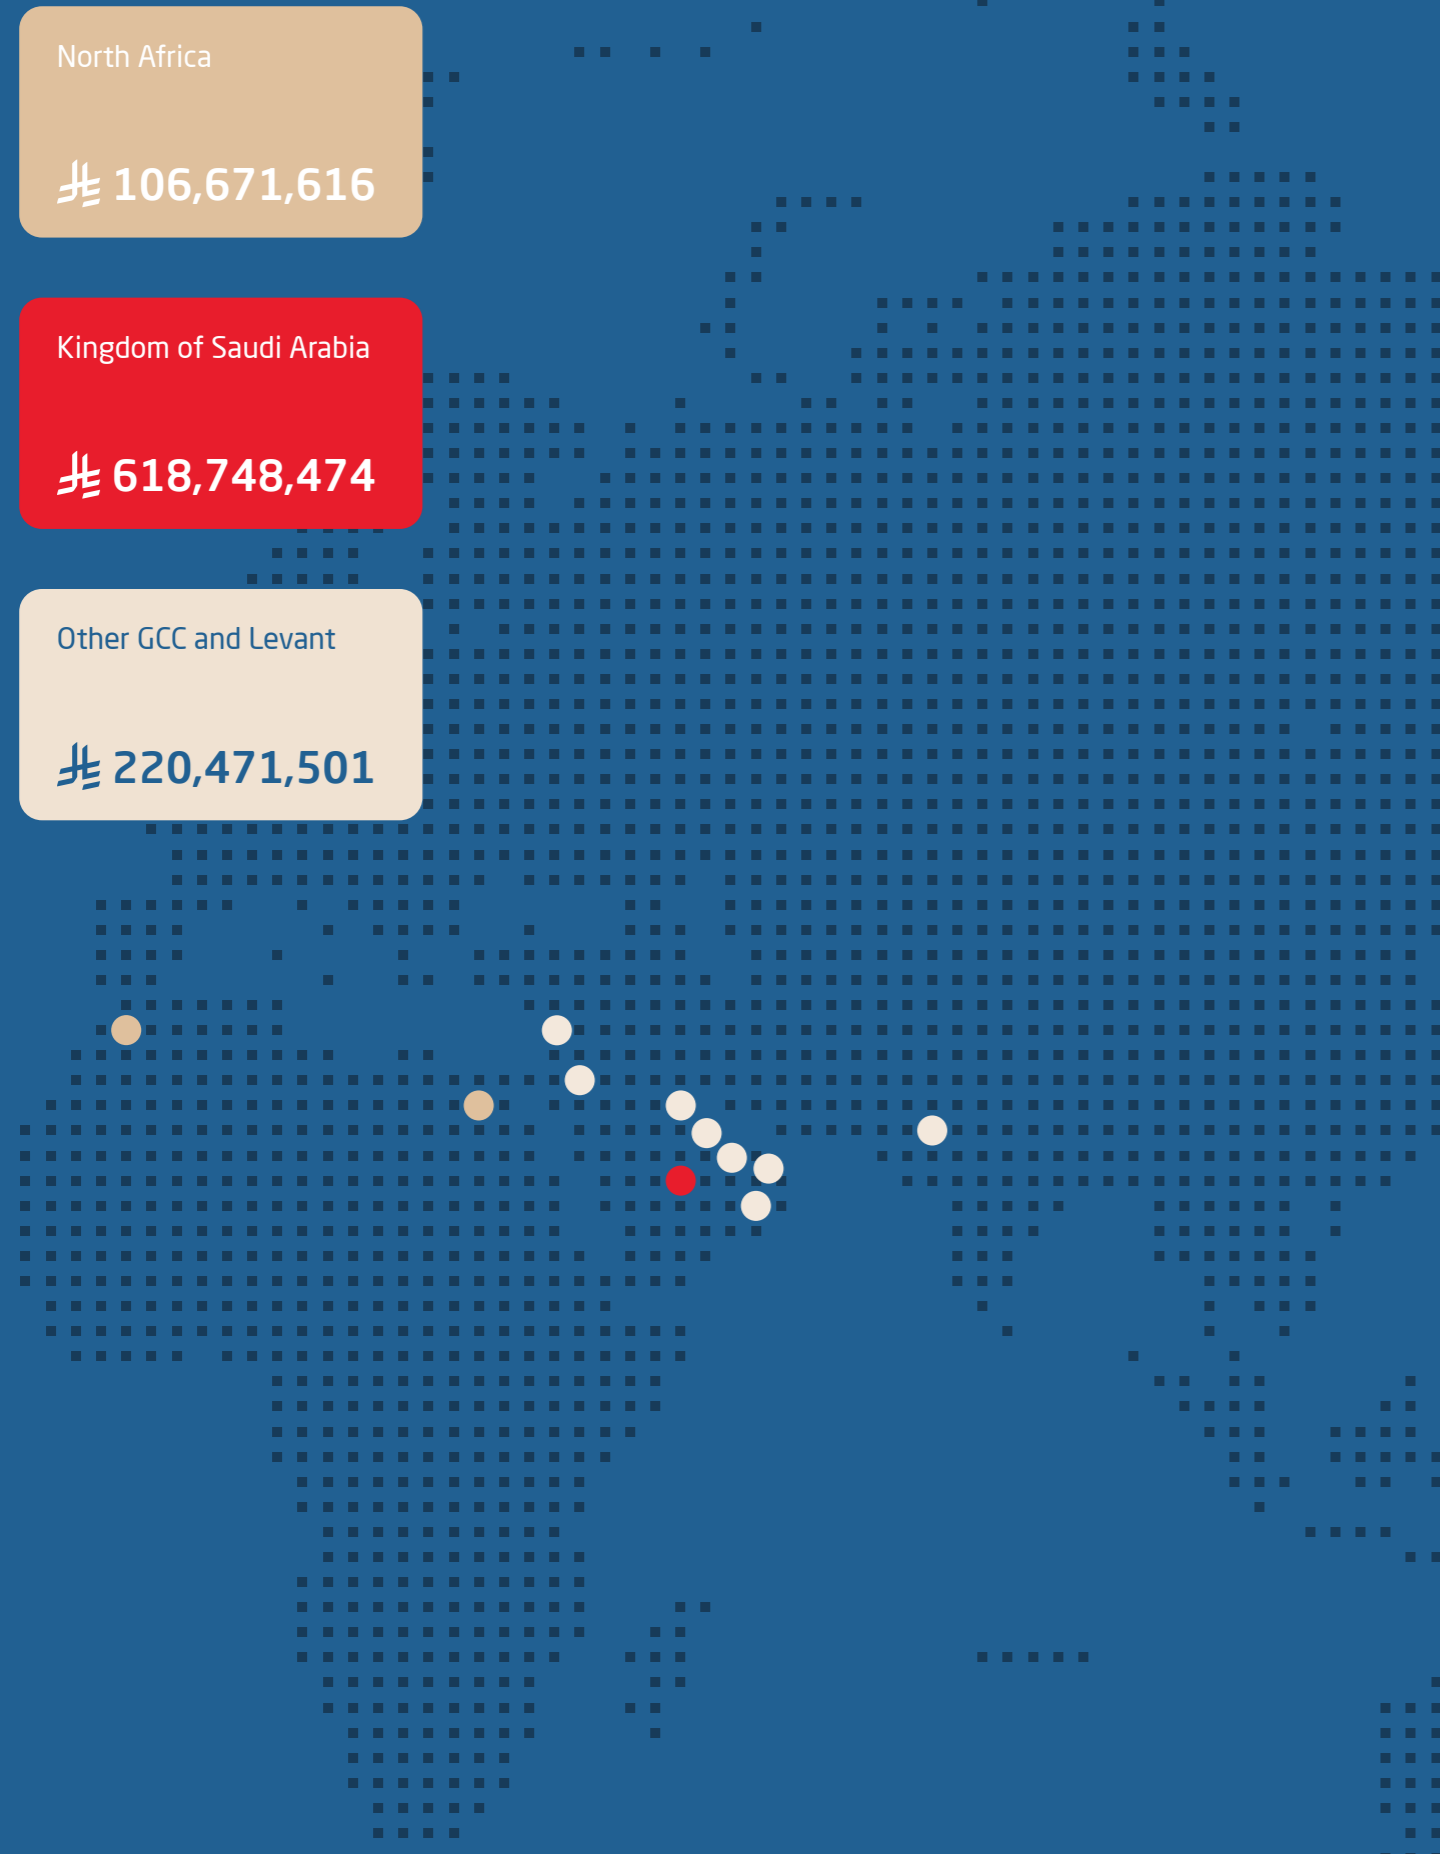 North Africa
⃁ 106,671,616
Kingdom of Saudi Arabia
⃁ 618,748,474
Other GCC and Levant
⃁ 220,471,501